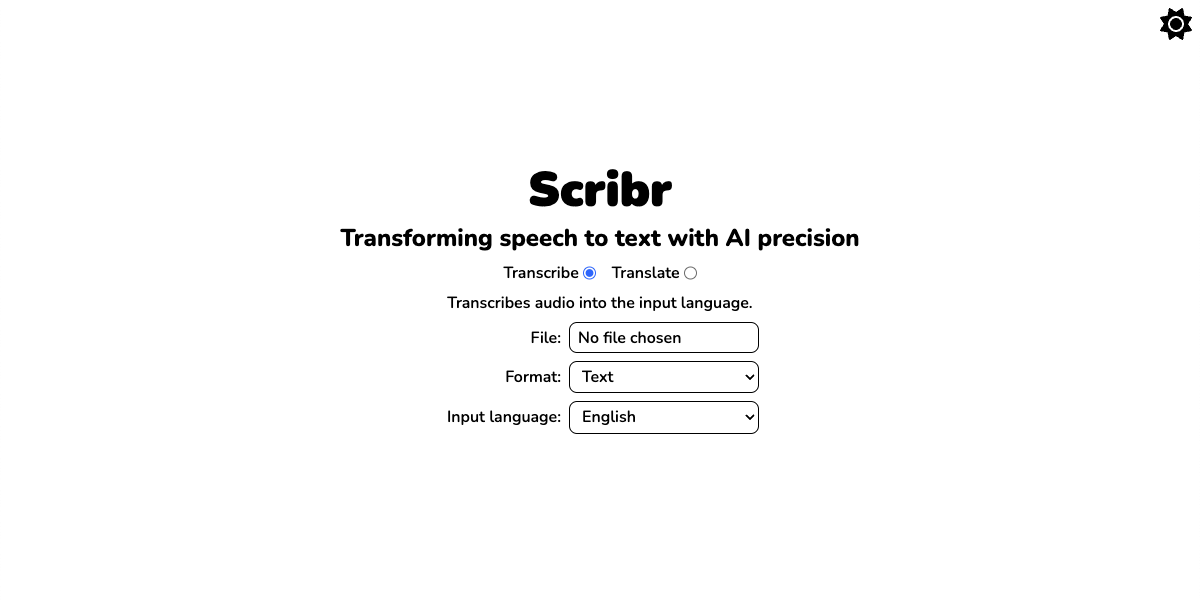 Scribr
Transforming speech to text with AI precision
Transcribe Translate
Transcribes audio into the input language.
File: No file chosen
Format: Text
Input language: English